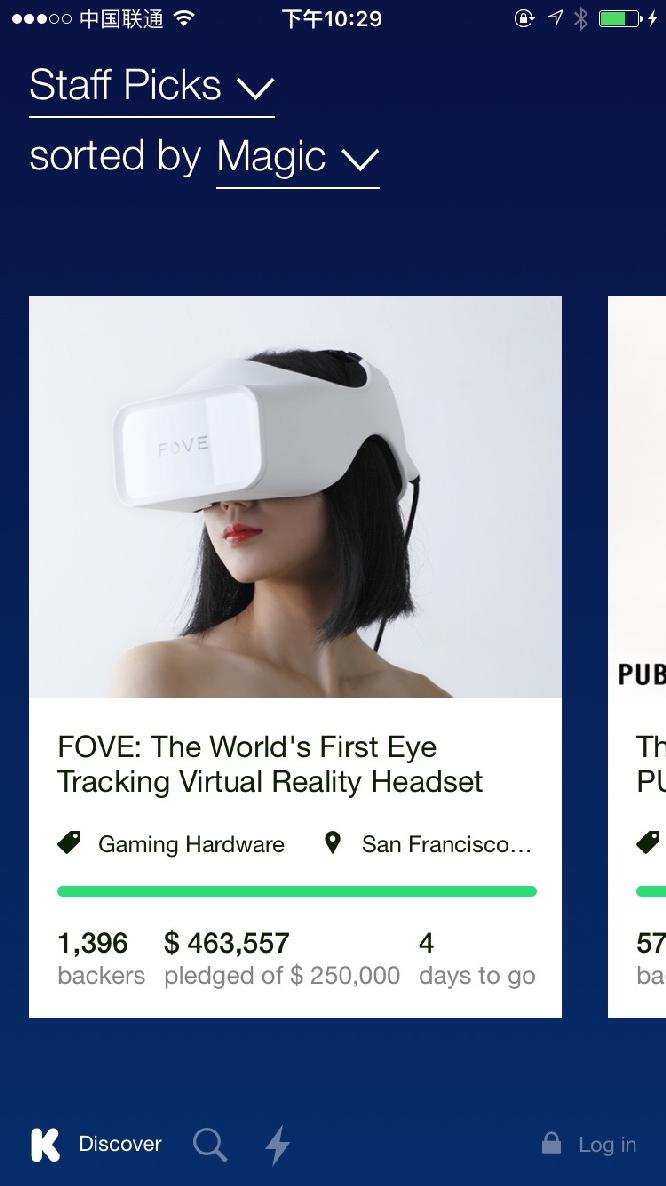 中国联通 下午10:29
Staff Picks
sorted by Magic
FOVE
PUB
FOVE: The World's First Eye
Tracking Virtual Reality Headset
Gaming Hardware San Francisco...
1,396 $ 463,557 4
backers pledged of $ 250,000 days to go
Th
PU
57
ba
Discover Log in